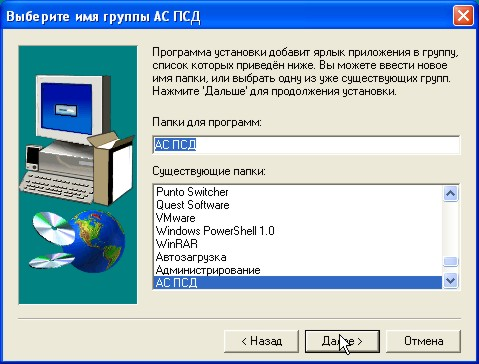 Выберите имя группы АС ПСД
Программа установки добавит ярлык приложения в группу,
список которых приведён ниже. Вы можете ввести новое
имя папки, или выбрать одну из уже существующих групп.
Нажмите 'Дальше' для продолжения установки.
Папки для программ:
АС ПСД
Существующие папки:
Punto Switcher
Quest Software
VMware
Windows PowerShell 1.0
WinRAR
Автозагрузка
Администрирование
АС ПСД
< Назад
Далее >
Отмена